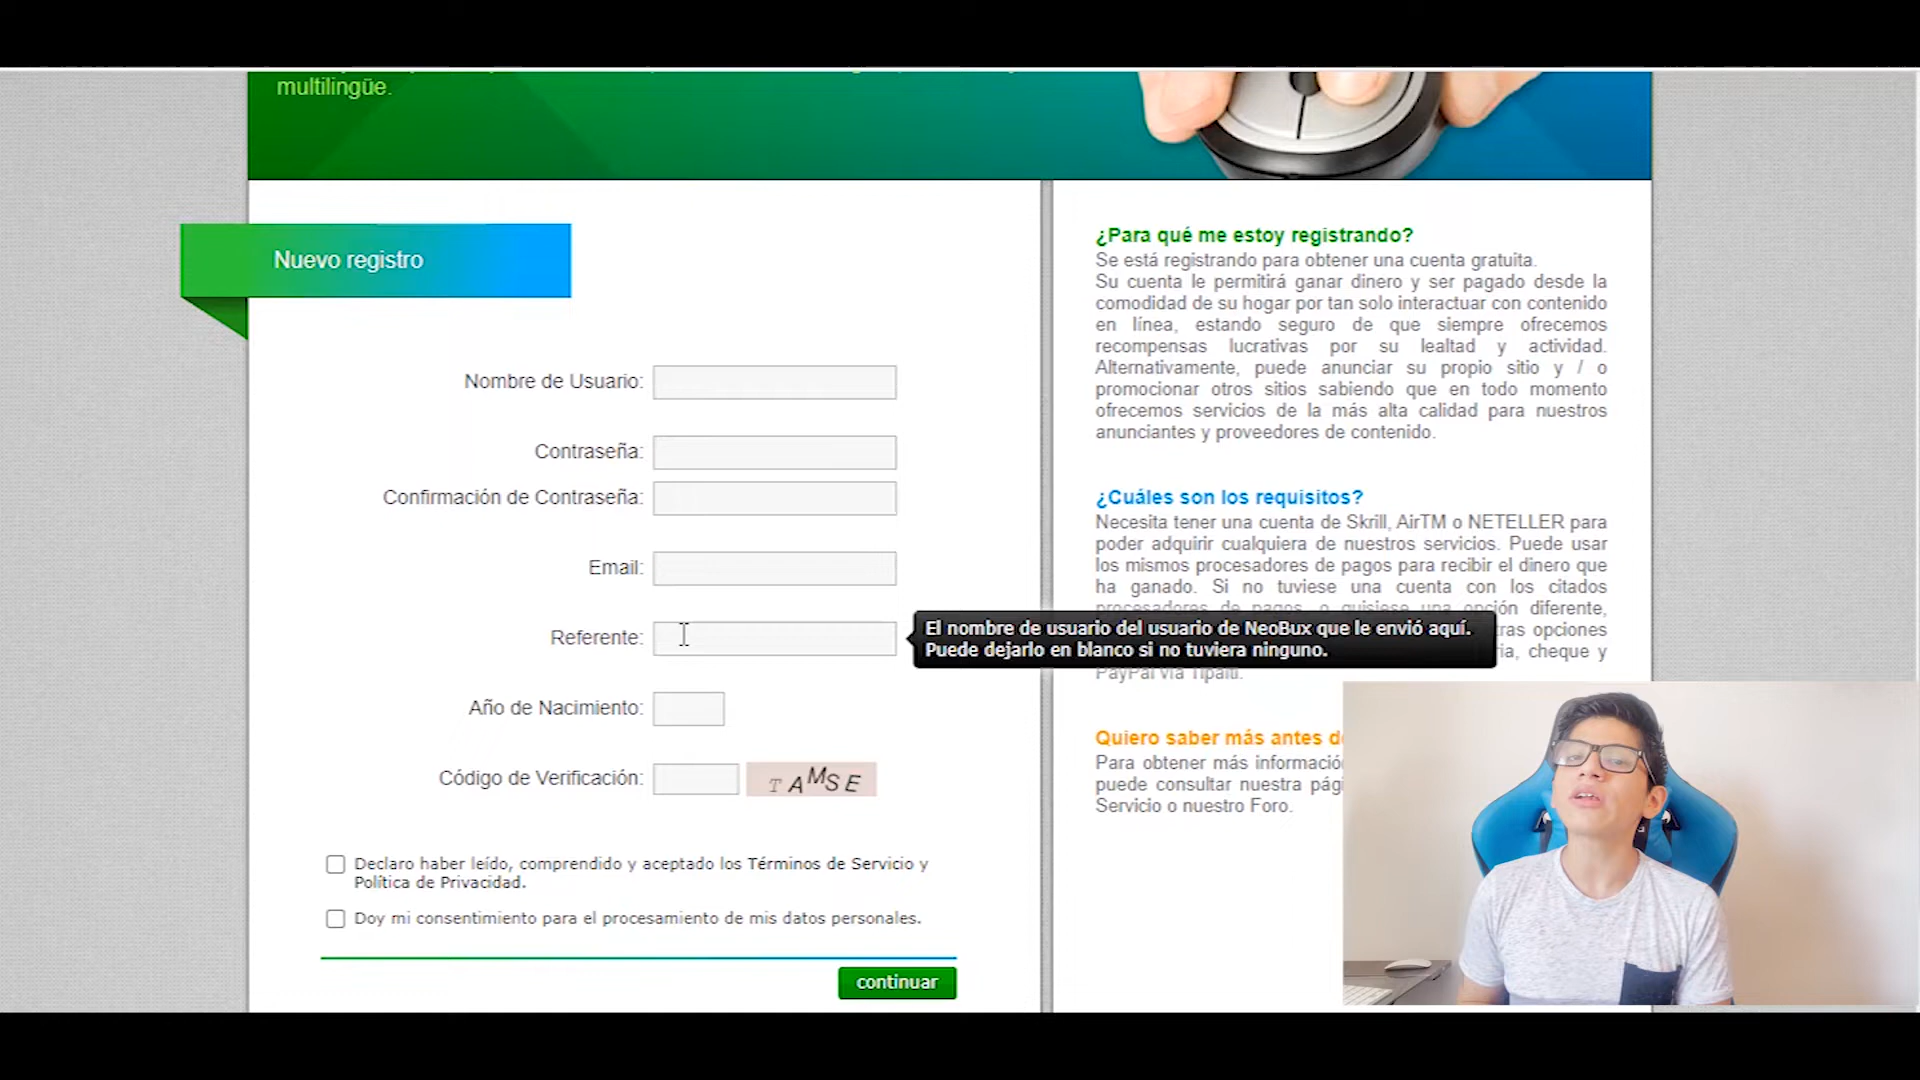 multilingüe.
Nuevo registro
Nombre de Usuario:
Contraseña:
Confirmación de Contraseña:
Email:
Referente:
El nombre de usuario del usuario de NeoBux que le envió aquí.
Puede dejarlo en blanco si no tuviera ninguno.
Año de Nacimiento:
Código de Verificación:
TAMSE
Declaro haber leído, comprendido y aceptado los Términos de Servicio y
Política de Privacidad.
Doy mi consentimiento para el procesamiento de mis datos personales.
continuar
¿Para qué me estoy registrando?
Se está registrando para obtener una cuenta gratuita.
Su cuenta le permitirá ganar dinero y ser pagado desde la
comodidad de su hogar por tan solo interactuar con contenido
en línea, estando seguro de que siempre ofrecemos
recompensas lucrativas por su lealtad y actividad.
Alternativamente, puede anunciar su propio sitio y / o
promocionar otros sitios sabiendo que en todo momento
ofrecemos servicios de la más alta calidad para nuestros
anunciantes y proveedores de contenido.
¿Cuáles son los requisitos?
Necesita tener una cuenta de Skrill, AirTM o NETELLER para
poder adquirir cualquiera de nuestros servicios. Puede usar
los mismos procesadores de pagos para recibir el dinero que
ha ganado. Si no tuviese una cuenta con los citados
procesadores de pagos, o quisiese una opción diferente,
opciones
cheque y
PayPal vía Tipalti.
Quiero saber más antes
Para obtener más
puede consultar nuestra
Servicio o nuestro Foro.